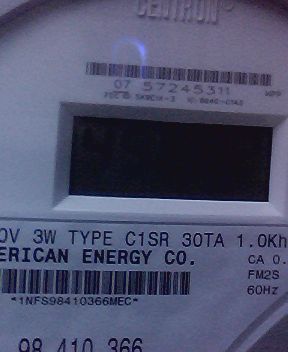 CENTRON®
07 57245311
0V 3W TYPE C1SR 30TA 1.0Kh
ERICAN ENERGY CO.
CA 0.
FM2S
*1NFS98410366MEC*
60Hz
98 410 366